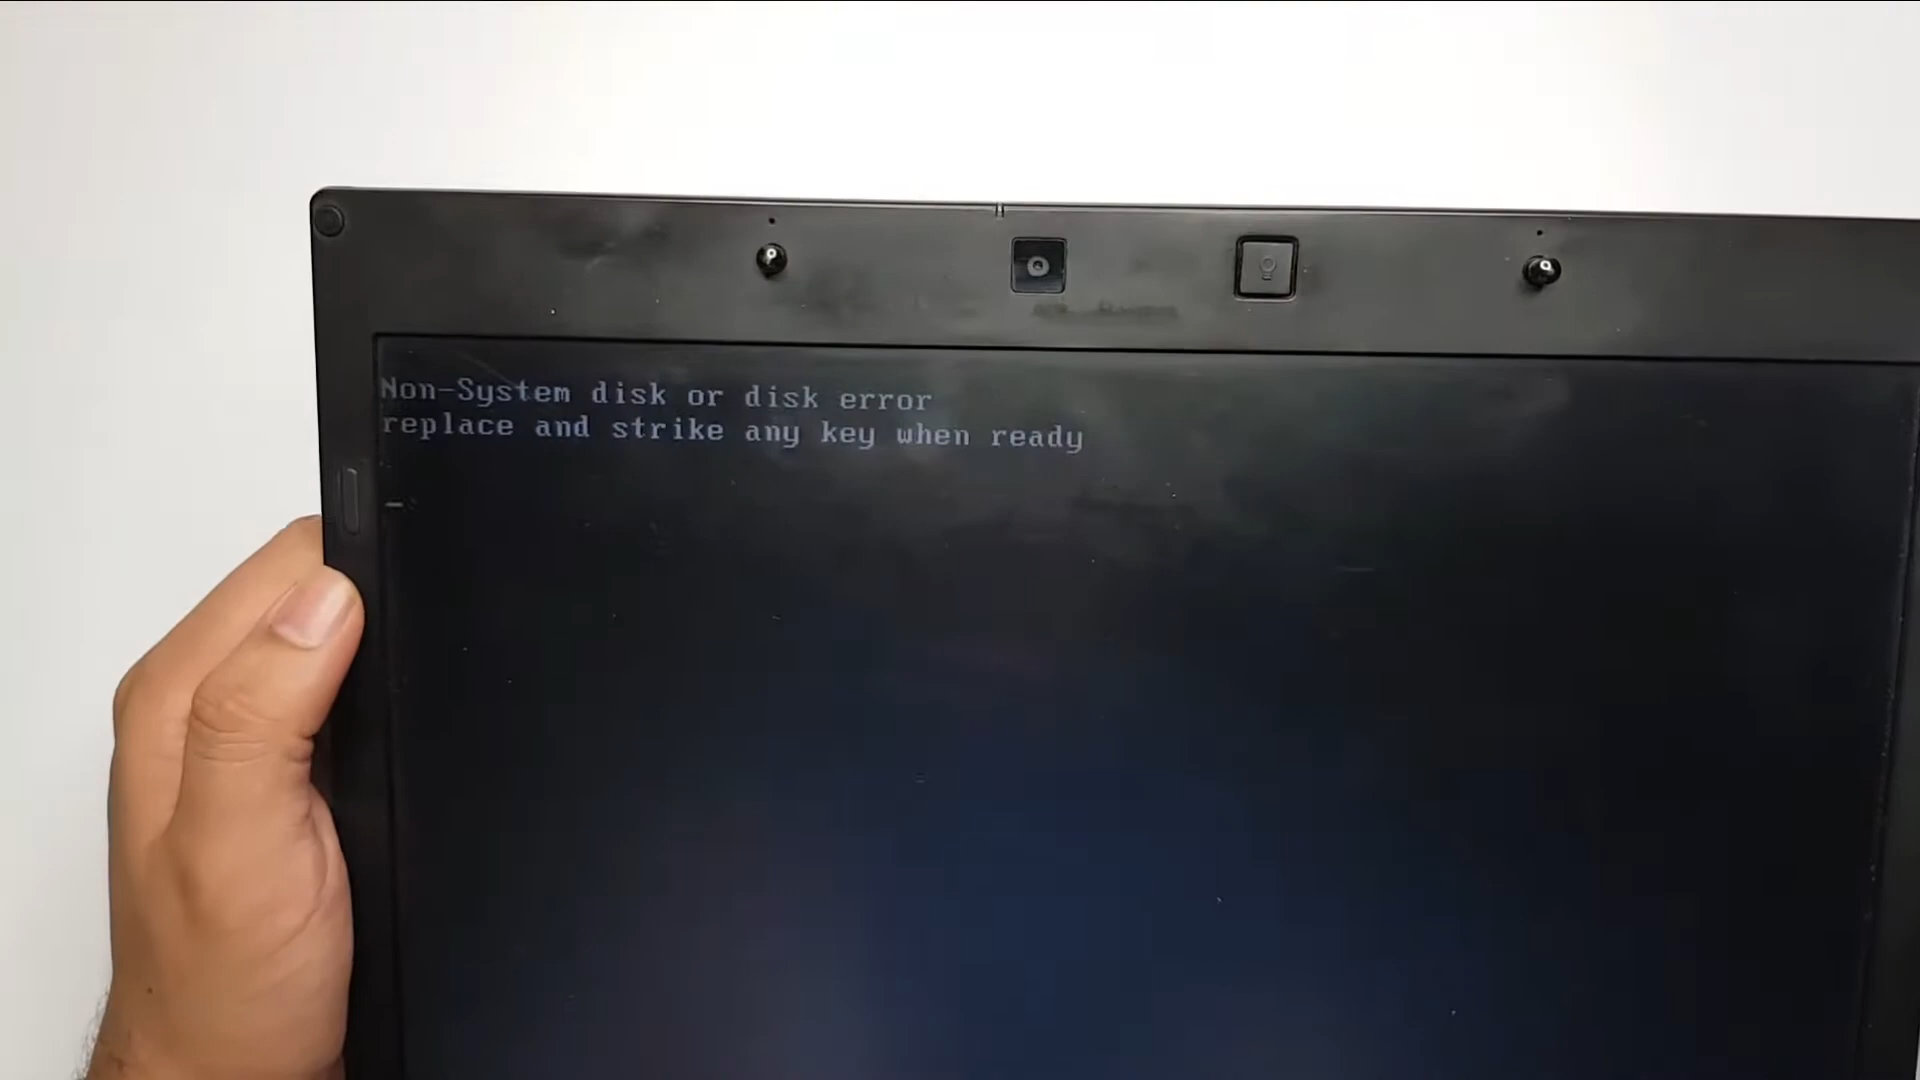 Non-System disk or disk error
replace and strike any key when ready